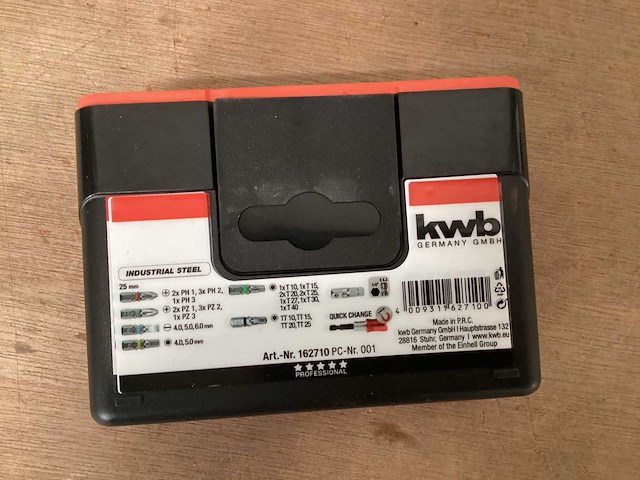 kwb
GERMANY GMBH
INDUSTRIAL STEEL
25 mm
2x PH 1, 3x PH 2,
1x PH 3
1x PZ 1, 3x PZ 2,
1x PZ 3
4.0, 5.0, 6.0 mm
4.0, 5.0 mm
1x T 10, 1x T 15,
2x T 20, 2x T 25,
1x T 27, 1x T 30,
1x T 40
TT 10, TT 15,
TT 20, TT 25
QUICK CHANGE
4 009311 627100
Made in P.R.C.
kwb Germany GmbH I Hauptstrasse 132
28816 Stuhr, Germany I www.kwb.eu
Member of the Einhell Group
Art.-Nr. 162710 PC-Nr. 001
PROFESSIONAL